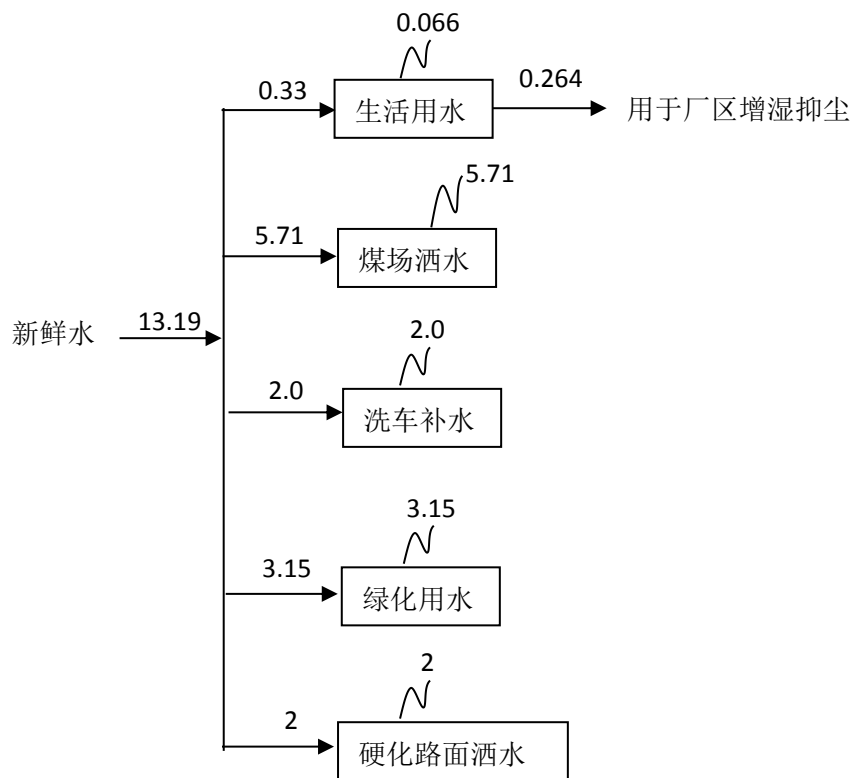 0.066
0.33
生活用水
0.264
用于厂区增湿抑尘
5.71
5.71
煤场洒水
新鲜水
13.19
2.0
2.0
洗车补水
3.15
3.15
绿化用水
2
2
硬化路面洒水